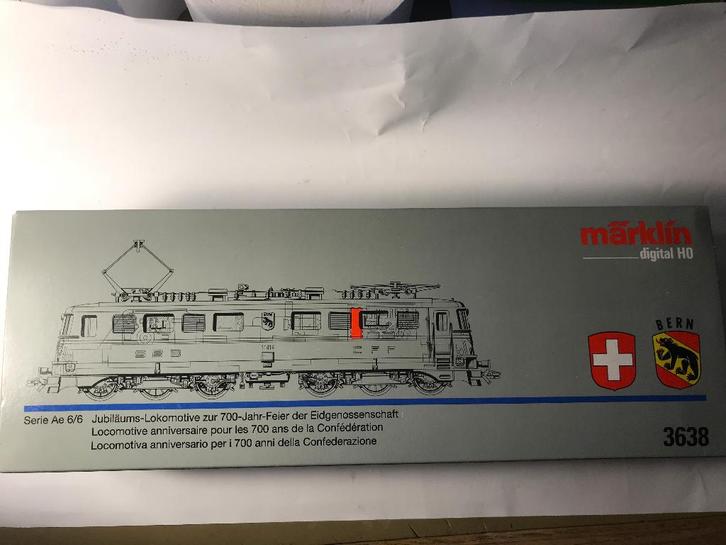 märklin
digital H0
BERN
Serie Ae 6/6 Jubiläums-Lokomotive zur 700-Jahr-Feier der Eidgenossenschaft
Locomotive anniversaire pour les 700 ans de la Confédération
Locomotiva anniversario per i 700 anni della Confederazione
3638